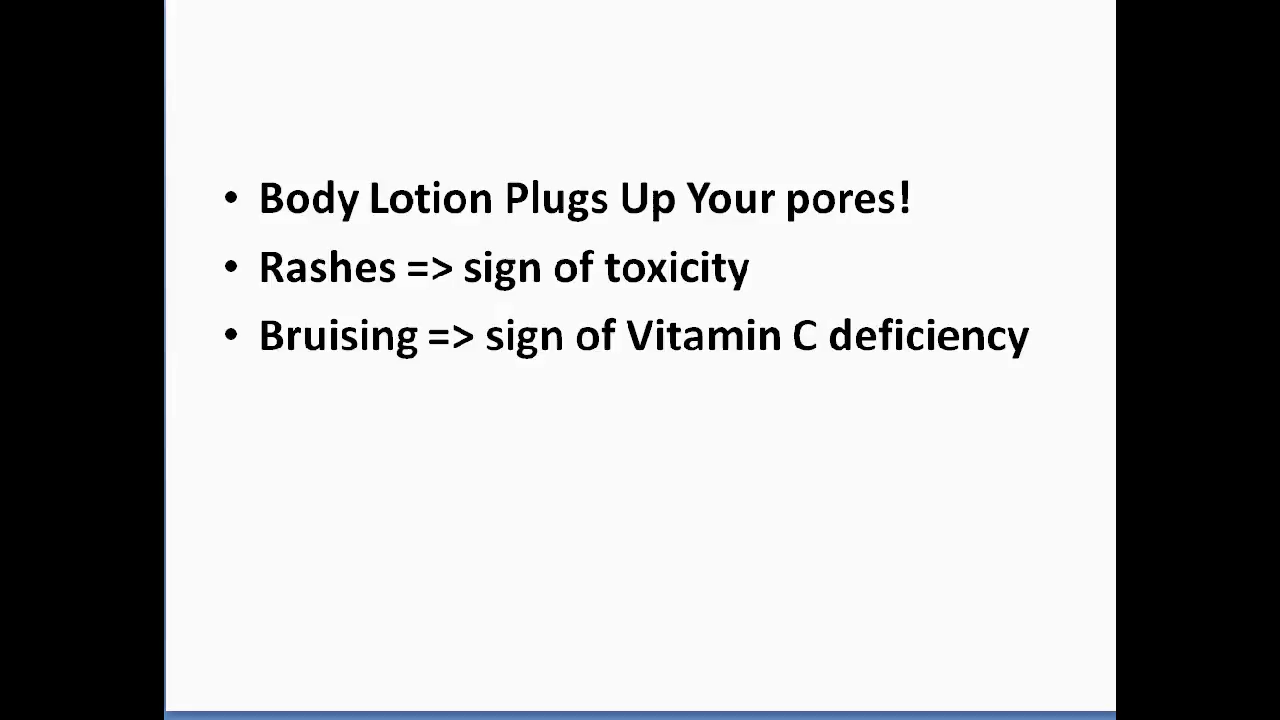 • Body Lotion Plugs Up Your pores!
• Rashes => sign of toxicity
• Bruising => sign of Vitamin C deficiency